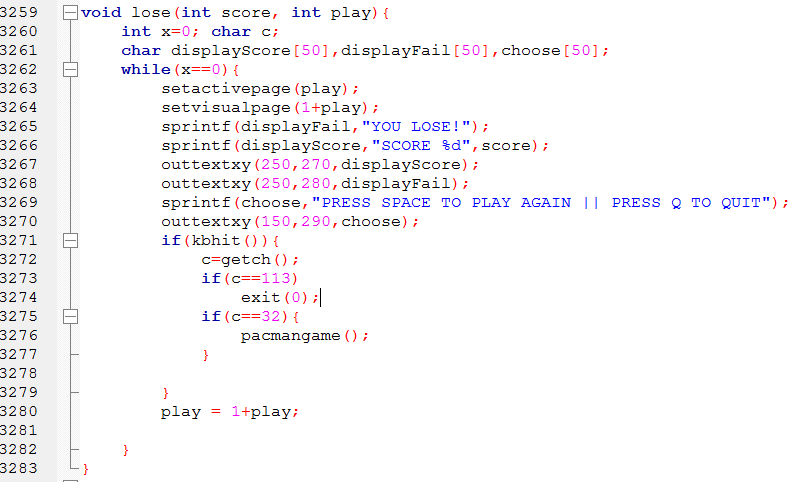 3259 void lose(int score, int play){
3260     int x=0; char c;
3261     char displayScore[50],displayFail[50],choose[50];
3262     while(x==0){
3263         setactivepage(play);
3264         setvisualpage(1+play);
3265         sprintf(displayFail,"YOU LOSE!");
3266         sprintf(displayScore,"SCORE %d",score);
3267         outtextxy(250,270,displayScore);
3268         outtextxy(250,280,displayFail);
3269         sprintf(choose,"PRESS SPACE TO PLAY AGAIN || PRESS Q TO QUIT");
3270         outtextxy(150,290,choose);
3271         if(kbhit()){
3272             c=getch();
3273             if(c==113)
3274                 exit(0);
3275             if(c==32){
3276                 pacmangame();
3277             }
3278
3279         }
3280         play = 1+play;
3281
3282     }
3283 }